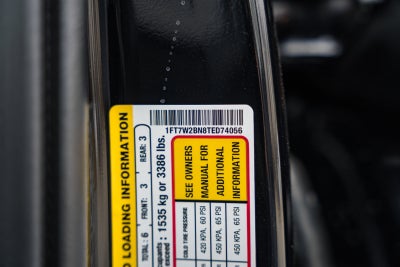 1FT7W2BN8TED74056
LOADING INFORMATION
TOTAL : 6 FRONT: 3 REAR: 3
: 1535 kg or 3386 lbs.
SEE OWNERS
MANUAL FOR
ADDITIONAL
INFORMATION
COLD TIRE PRESSURE
420 KPA, 60 PSI
450 KPA, 65 PSI
450 KPA, 65 PSI